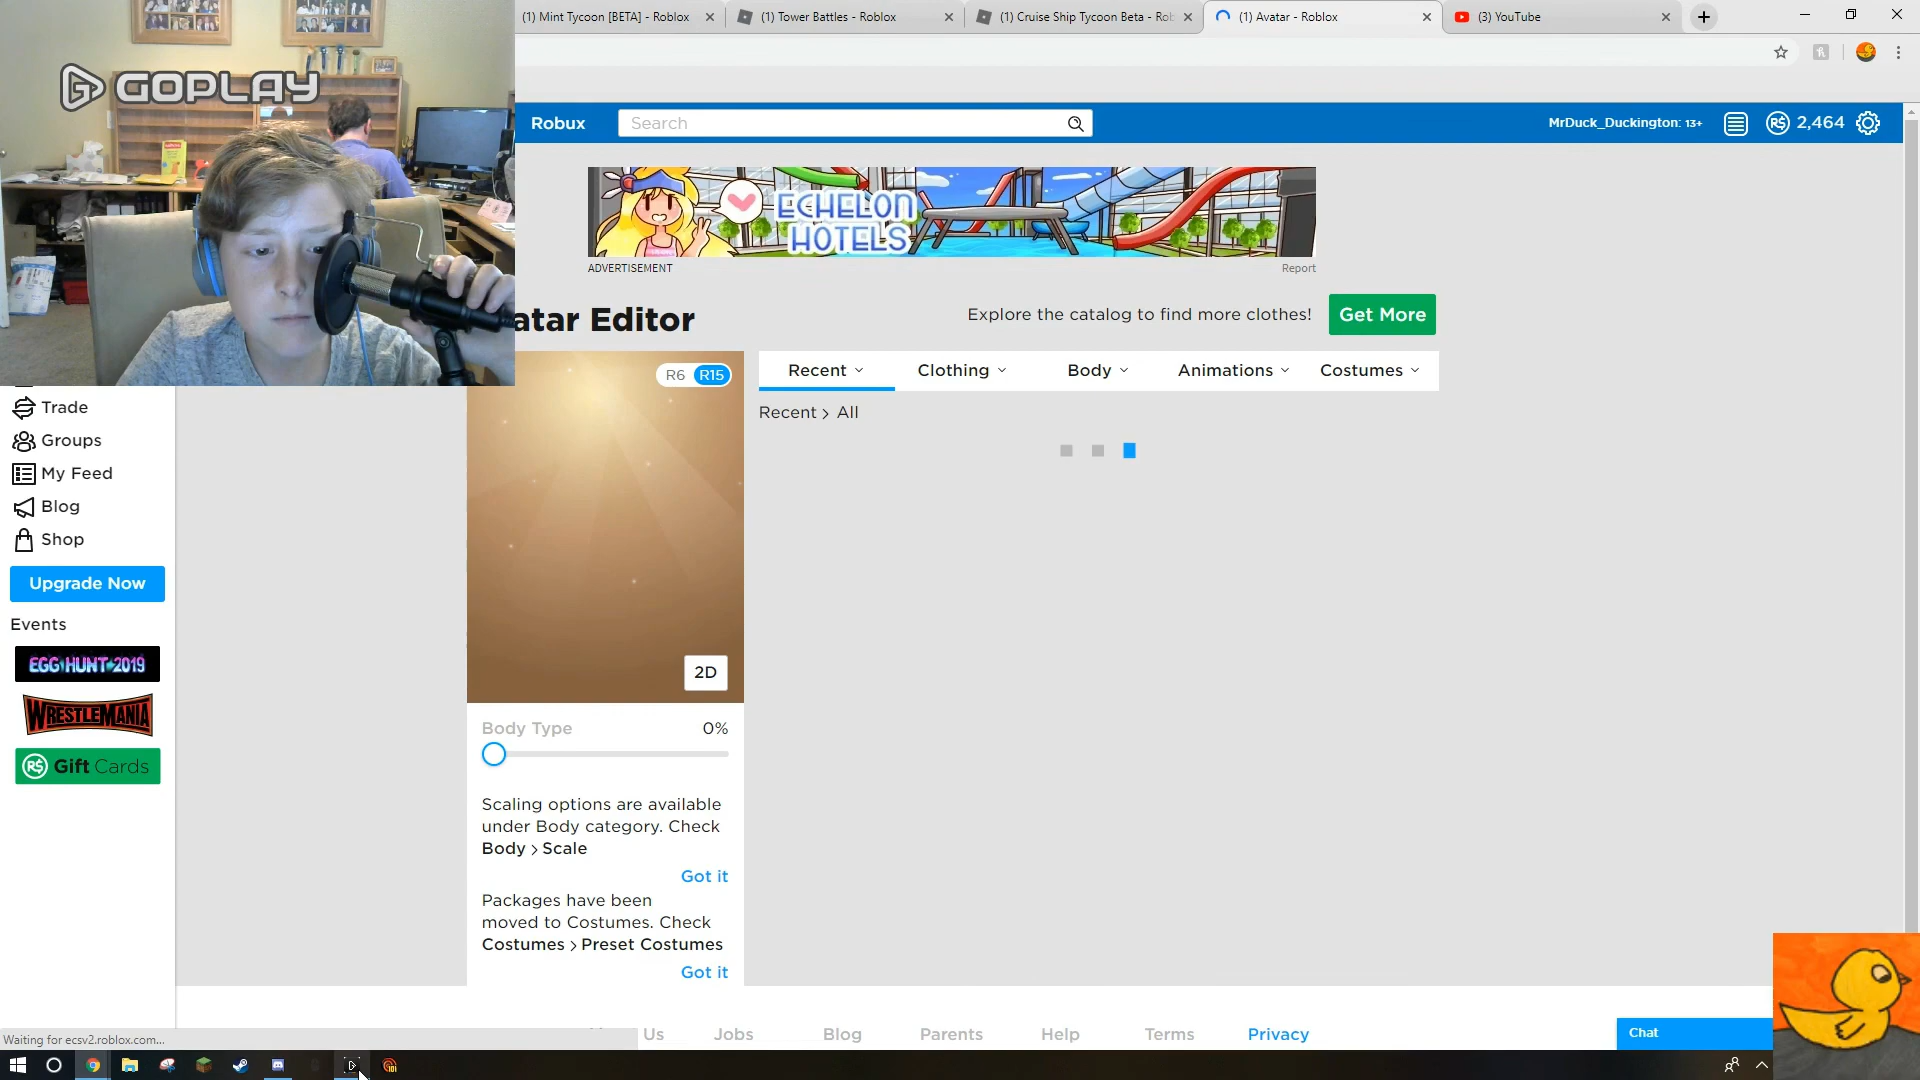 (1) Mint Tycoon [BETA] - Roblox
(1) Tower Battles - Roblox
(1) Cruise Ship Tycoon Beta - Rob
(1) Avatar - Roblox
(3) YouTube
GOPLAY
Robux
Search
MrDuck_Duckington: 13+
2,464
ECHELON
HOTELS
ADVERTISEMENT
Report
atar Editor
Explore the catalog to find more clothes!
Get More
R6
R15
Recent
Clothing
Body
Animations
Costumes
Recent > All
Trade
Groups
My Feed
Blog
Shop
Upgrade Now
Events
EGG HUNT 2019
WRESTLEMANIA
R$ Gift Cards
2D
Body Type
0%
Scaling options are available
under Body category. Check
Body > Scale
Got it
Packages have been
moved to Costumes. Check
Costumes > Preset Costumes
Got it
Us
Jobs
Blog
Parents
Help
Terms
Privacy
Chat
Waiting for ecsv2.roblox.com...